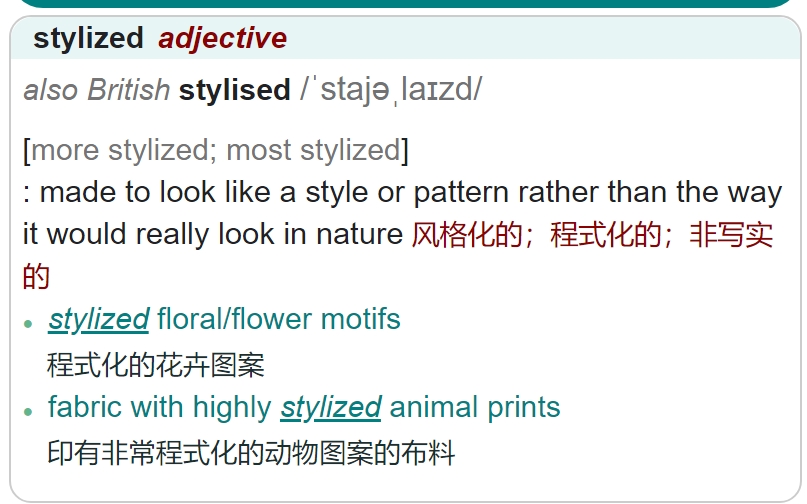 stylized adjective
also British stylised /ˈstajəˌlaɪzd/
[more stylized; most stylized]
: made to look like a style or pattern rather than the way
it would really look in nature 风格化的；程式化的；非写实
的
• stylized floral/flower motifs
程式化的花卉图案
• fabric with highly stylized animal prints
印有非常程式化的动物图案的布料